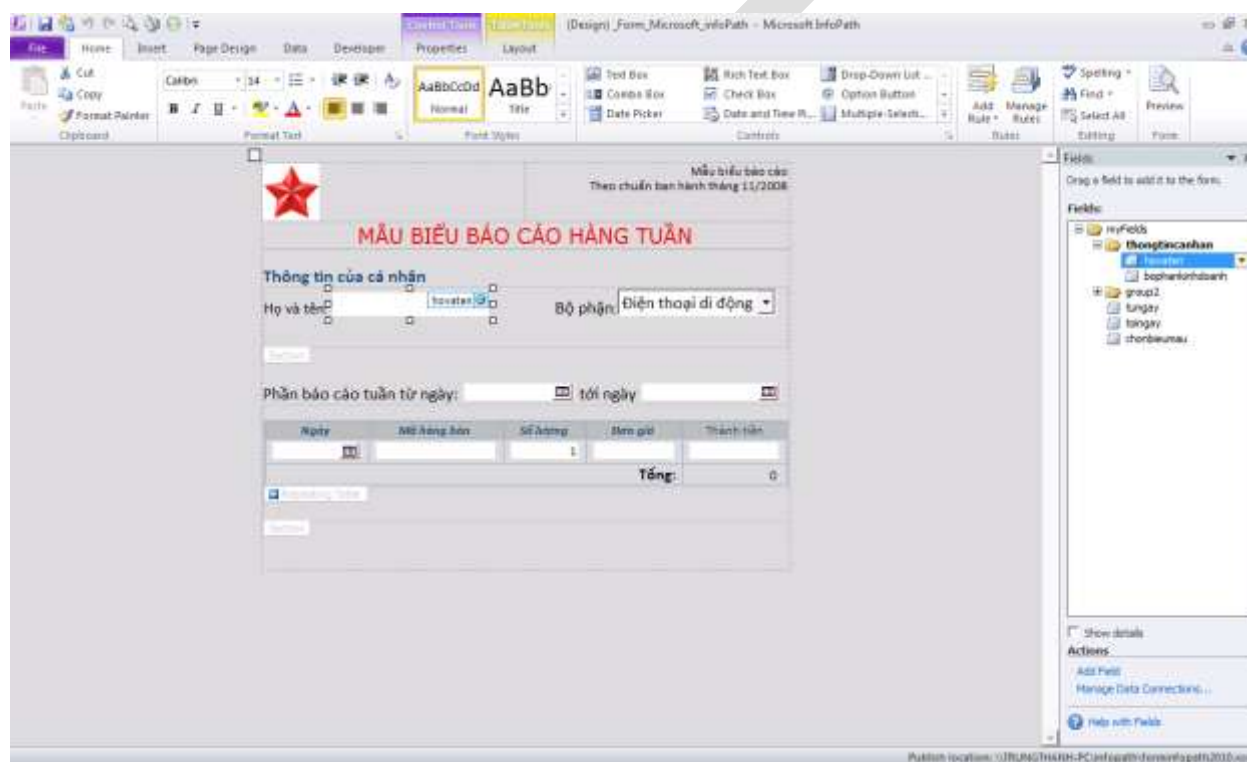 (Design) _Form_Microsoft_infoPath - Microsoft InfoPath
File Home Insert Page Design Data Developer Properties Layout
Cut
Copy
Paste
Format Painter
Clipboard
Calibri 14
B I U
Format Text
AaBbCcDd AaBb
Normal Title
Font Styles
Text Box Rich Text Box Drop-Down List ...
Combo Box Check Box Option Button
Date Picker Date and Time Pi... Multiple-Selecti...
Controls
Add Rule Manage Rules
Rules
Spelling
Find
Select All
Editing
Preview
Form
Mẫu biểu báo cáo
Theo chuẩn ban hành tháng 11/2008
MẪU BIỂU BÁO CÁO HÀNG TUẦN
Thông tin của cá nhân
Họ và tên: hovaten Bộ phận: Điện thoại di động
Section
Phần báo cáo tuần từ ngày: tới ngày
Ngày Mã hàng bán Số lượng Đơn giá Thành tiền
1
Tổng: 0
Repeating Table
Section
Fields
Drag a field to add it to the form.
Fields:
myFields
thongtincanhan
hovaten
bophankinhdoanh
group2
tungay
toingay
chonbieumau
Show details
Actions
Add Field
Manage Data Connections...
Help with Fields